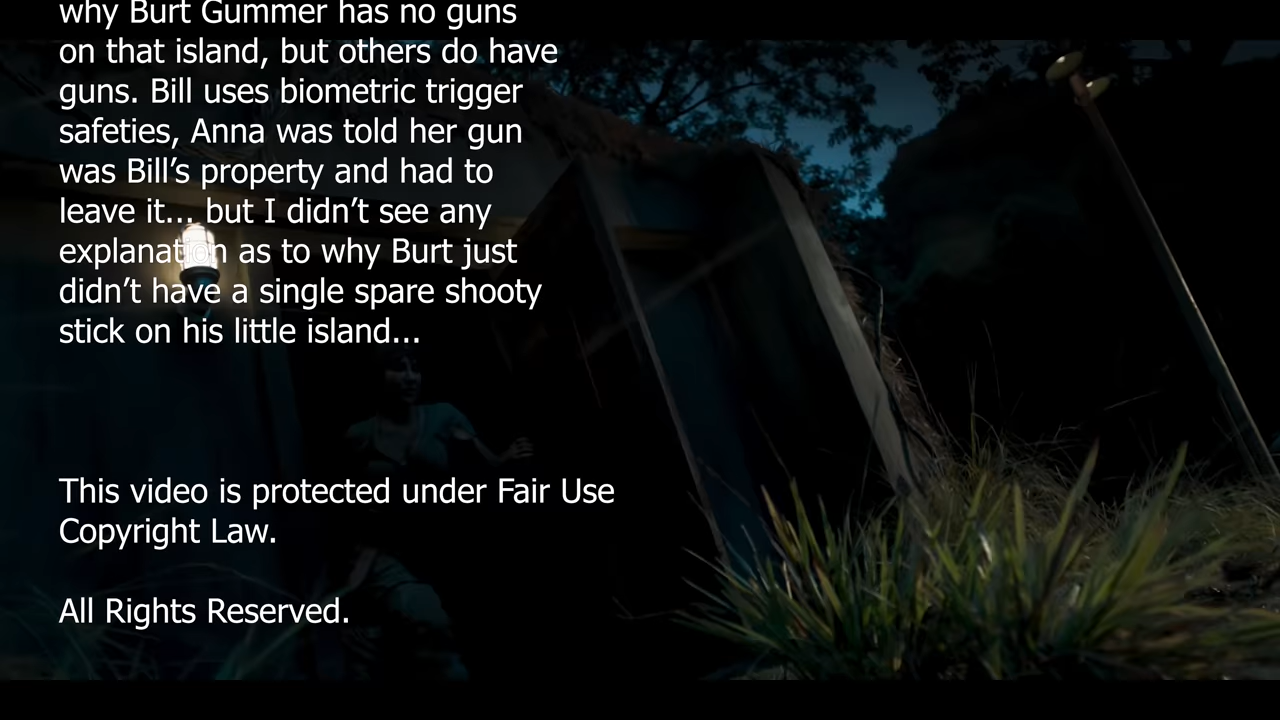 why Burt Gummer has no guns
on that island, but others do have
guns. Bill uses biometric trigger
safeties, Anna was told her gun
was Bill’s property and had to
leave it... but I didn’t see any
explanation as to why Burt just
didn’t have a single spare shooty
stick on his little island...
This video is protected under Fair Use
Copyright Law.
All Rights Reserved.